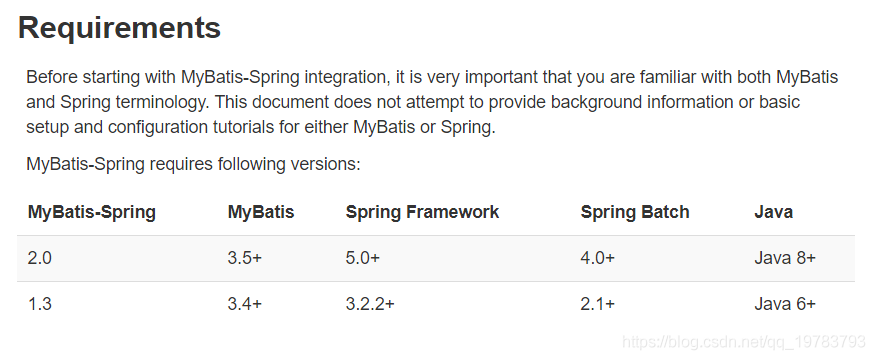 Requirements
Before starting with MyBatis-Spring integration, it is very important that you are familiar with both MyBatis
and Spring terminology. This document does not attempt to provide background information or basic
setup and configuration tutorials for either MyBatis or Spring.
MyBatis-Spring requires following versions:
MyBatis-Spring MyBatis Spring Framework Spring Batch Java
2.0 3.5+ 5.0+ 4.0+ Java 8+
1.3 3.4+ 3.2.2+ 2.1+ Java 6+
https://blog.csdn.net/qq_19783793